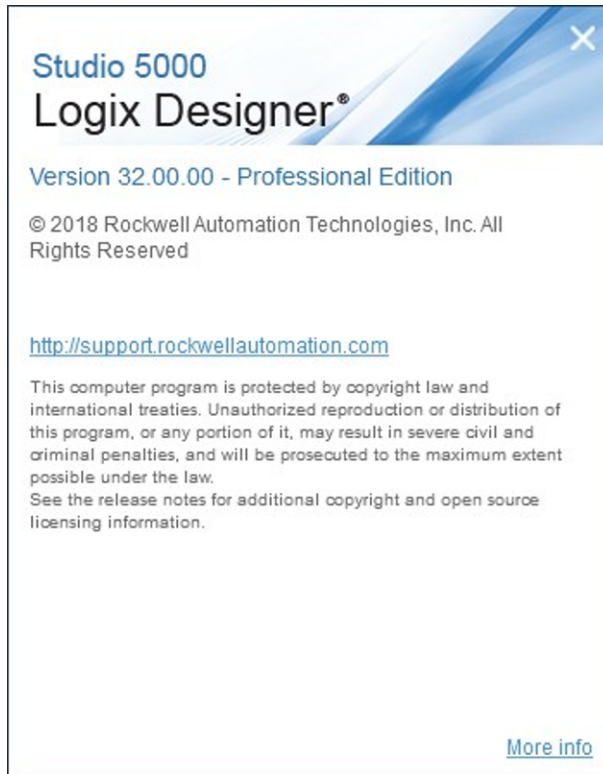 Studio 5000
Logix Designer®
Version 32.00.00 - Professional Edition
© 2018 Rockwell Automation Technologies, Inc. All
Rights Reserved
http://support.rockwellautomation.com
This computer program is protected by copyright law and
international treaties. Unauthorized reproduction or distribution of
this program, or any portion of it, may result in severe civil and
criminal penalties, and will be prosecuted to the maximum extent
possible under the law.
See the release notes for additional copyright and open source
licensing information.
More info